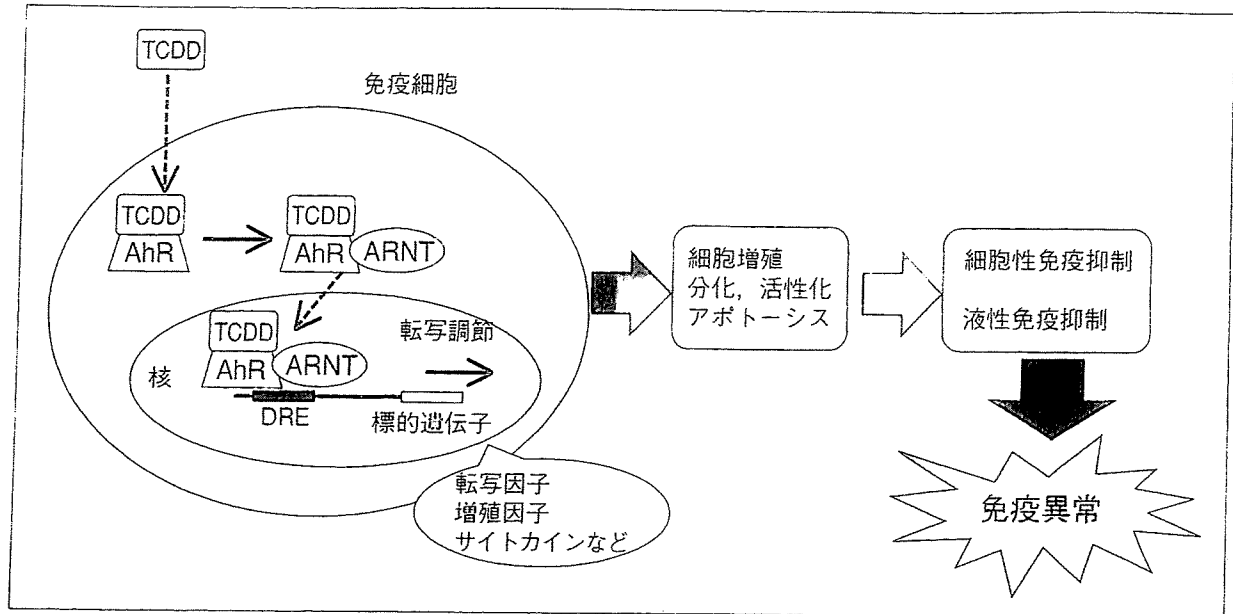 TCDD
免疫細胞
TCDD
AhR
TCDD
AhR
ARNT
核
TCDD
AhR
ARNT
転写調節
DRE
標的遺伝子
転写因子
増殖因子
サイトカインなど
細胞増殖
分化，活性化
アポトーシス
細胞性免疫抑制
液性免疫抑制
免疫異常